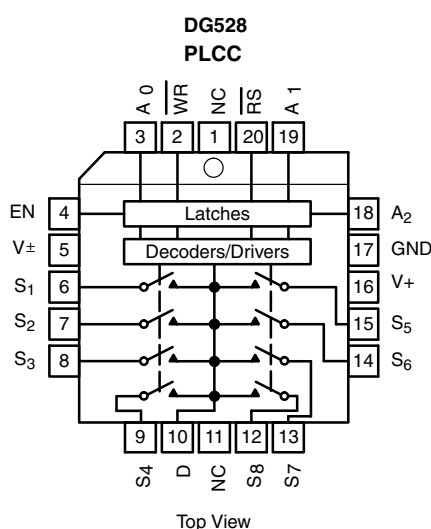 DG528
PLCC
A 0
WR
NC
RS
A 1
3
2
1
20
19
EN
4
Latches
18
A2
V±
5
Decoders/Drivers
17
GND
S1
6
16
V+
S2
7
15
S5
S3
8
14
S6
9
10
11
12
13
S4
D
NC
S8
S7
Top View